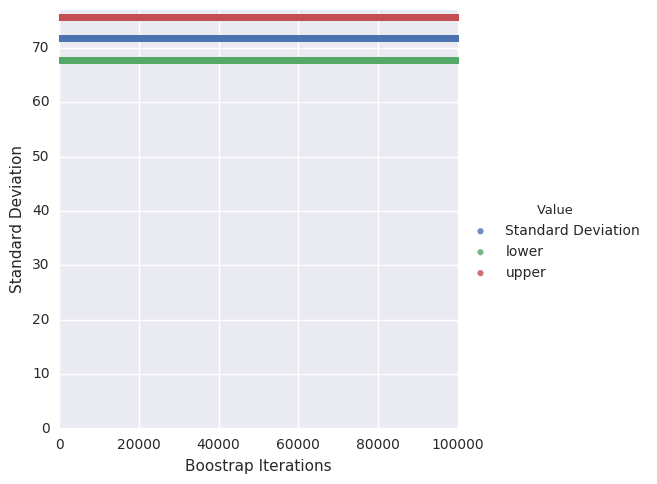 70
60
50
40
30
20
10
0
Standard Deviation
0 20000 40000 60000 80000 100000
Boostrap Iterations
Value
Standard Deviation
lower
upper